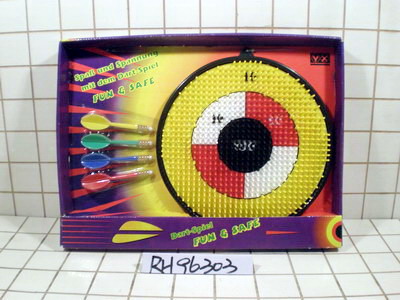 Spaß und Spannung
mit dem Dart-Spiel
FUN & SAFE
Dart-Spiel
FUN & SAFE
RH96303